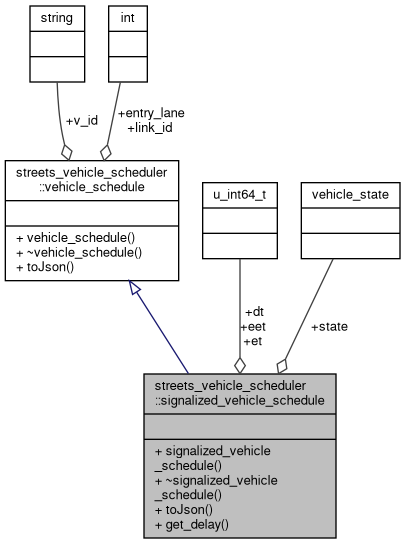 string
int
+v_id
+entry_lane
+link_id
streets_vehicle_scheduler
::vehicle_schedule
+ vehicle_schedule()
+ ~vehicle_schedule()
+ toJson()
u_int64_t
vehicle_state
+dt
+eet
+et
+state
streets_vehicle_scheduler
::signalized_vehicle_schedule
+ signalized_vehicle
_schedule()
+ ~signalized_vehicle
_schedule()
+ toJson()
+ get_delay()